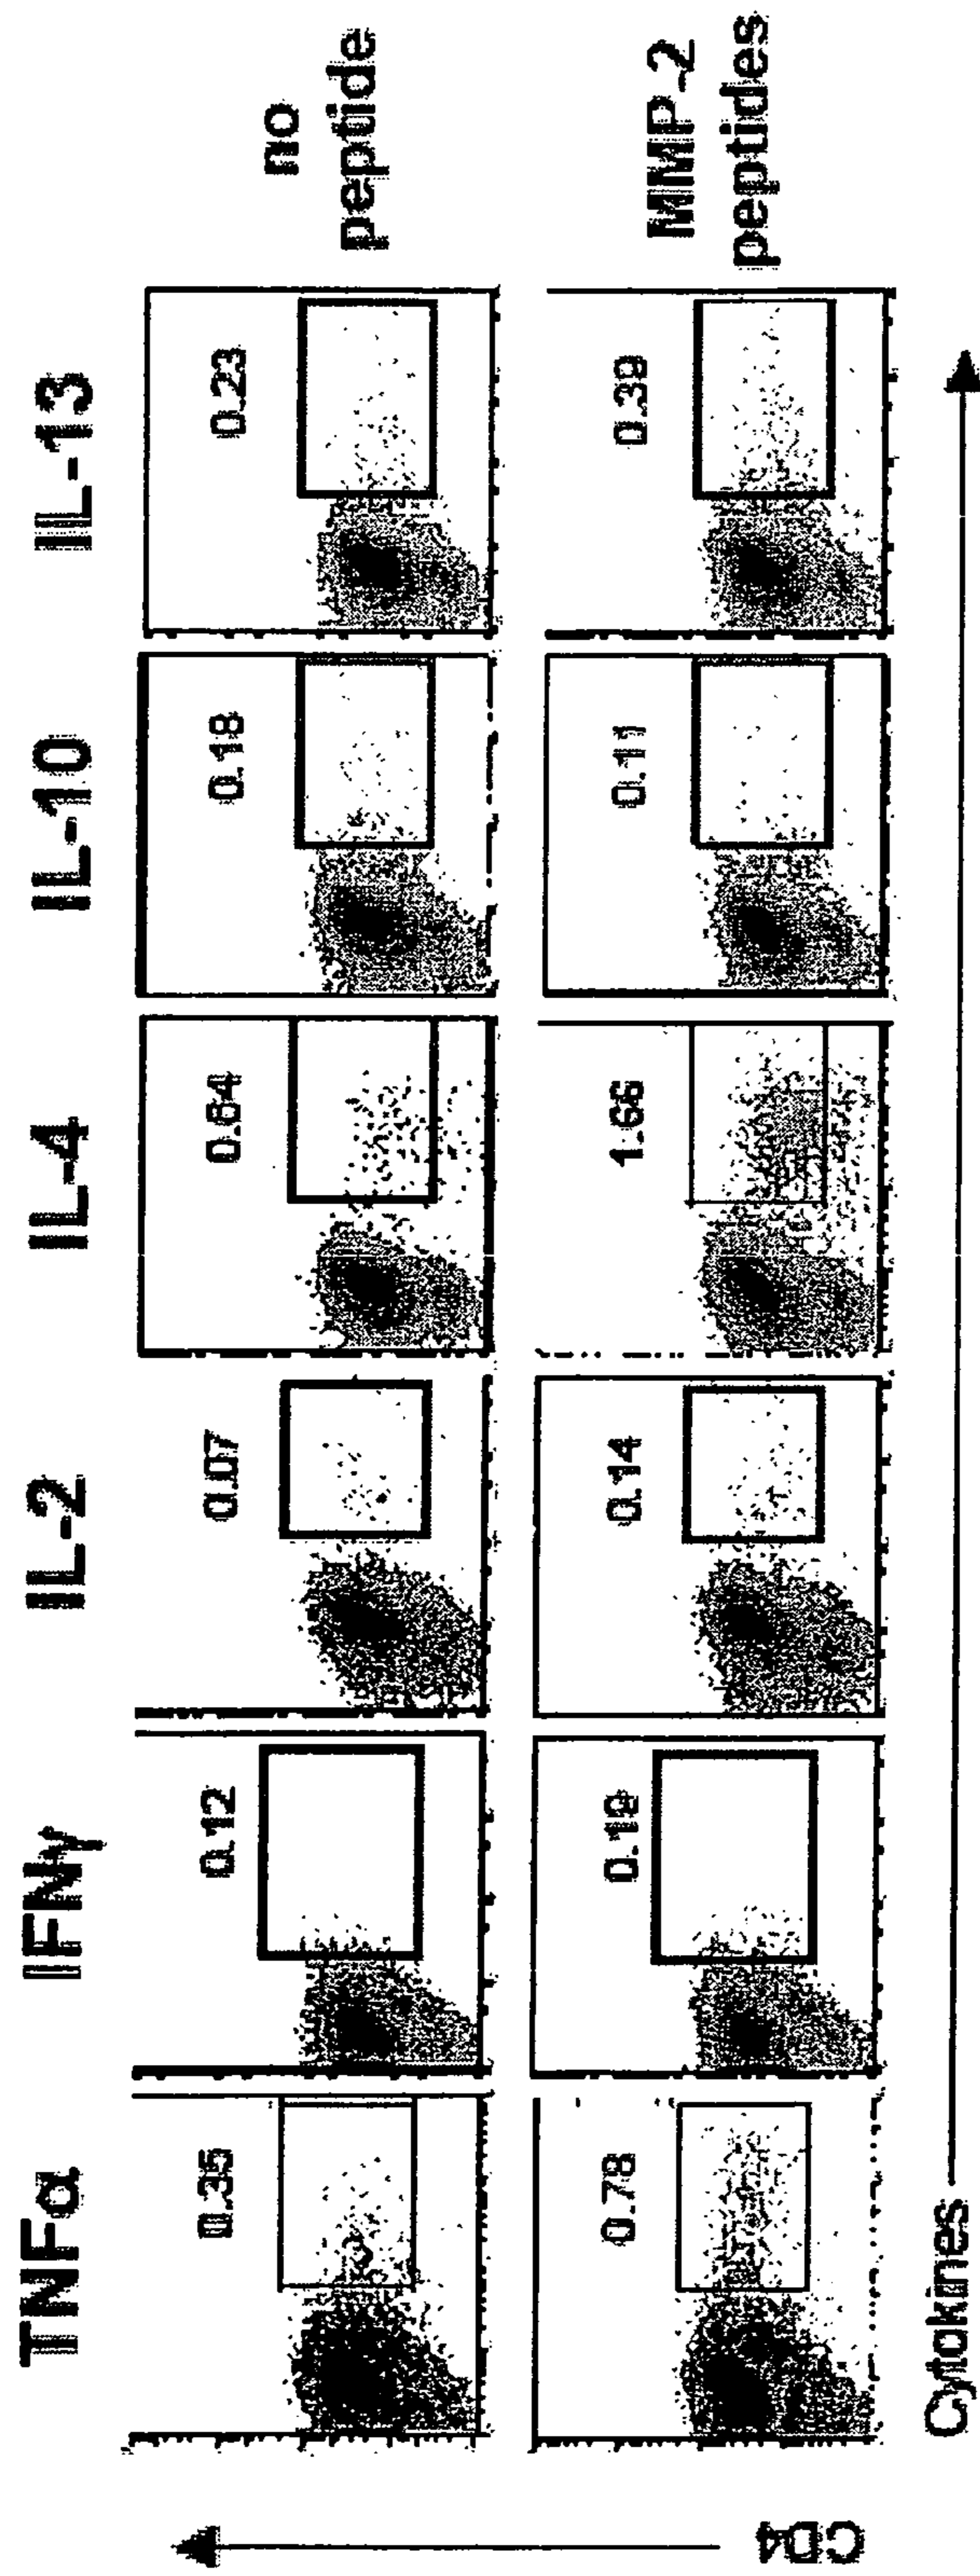 TNFα IFNγ IL-2 IL-4 IL-10 IL-13
0.35 0.12 0.07 0.64 0.18 0.23
no
peptide
0.78 0.19 0.14 1.66 0.11 0.39
MMP-2
peptides
CD4
Cytokines